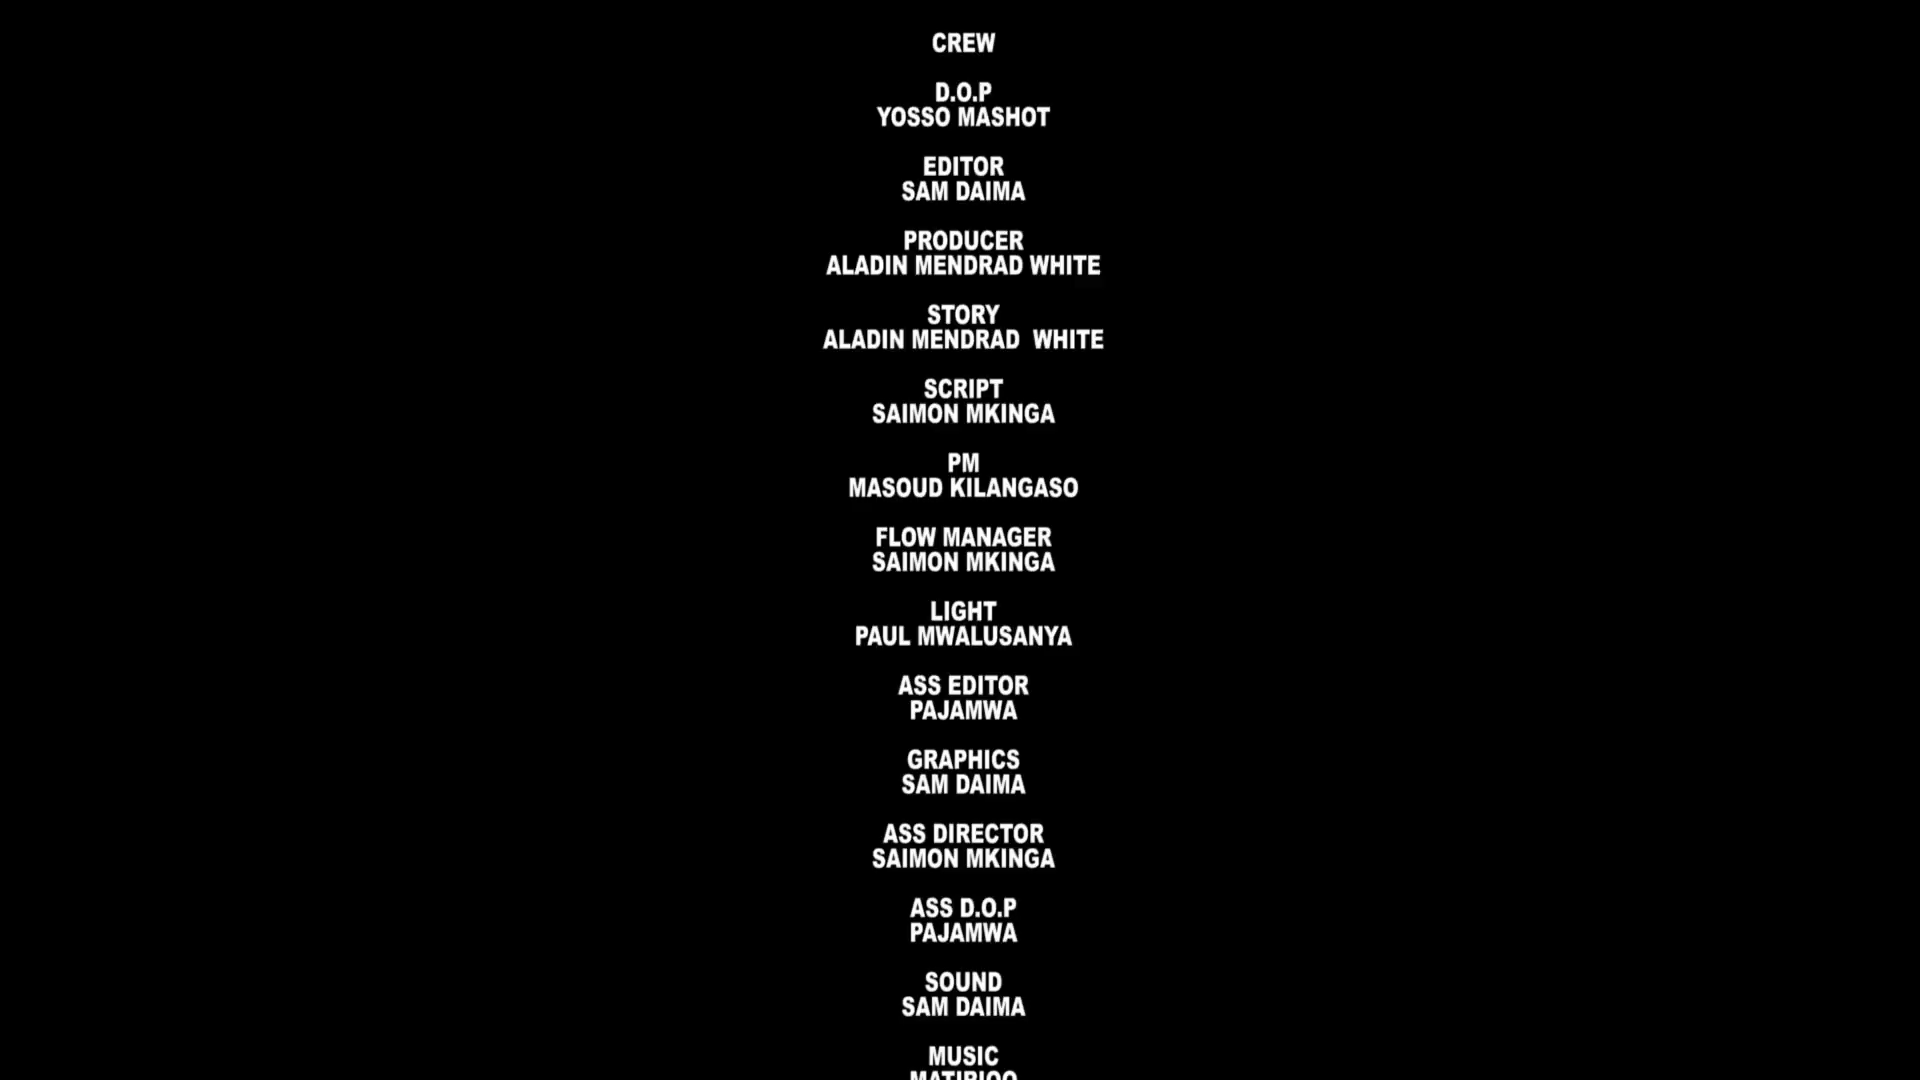 CREW
D.O.P
YOSSO MASHOT
EDITOR
SAM DAIMA
PRODUCER
ALADIN MENDRAD WHITE
STORY
ALADIN MENDRAD  WHITE
SCRIPT
SAIMON MKINGA
PM
MASOUD KILANGASO
FLOW MANAGER
SAIMON MKINGA
LIGHT
PAUL MWALUSANYA
ASS EDITOR
PAJAMWA
GRAPHICS
SAM DAIMA
ASS DIRECTOR
SAIMON MKINGA
ASS D.O.P
PAJAMWA
SOUND
SAM DAIMA
MUSIC